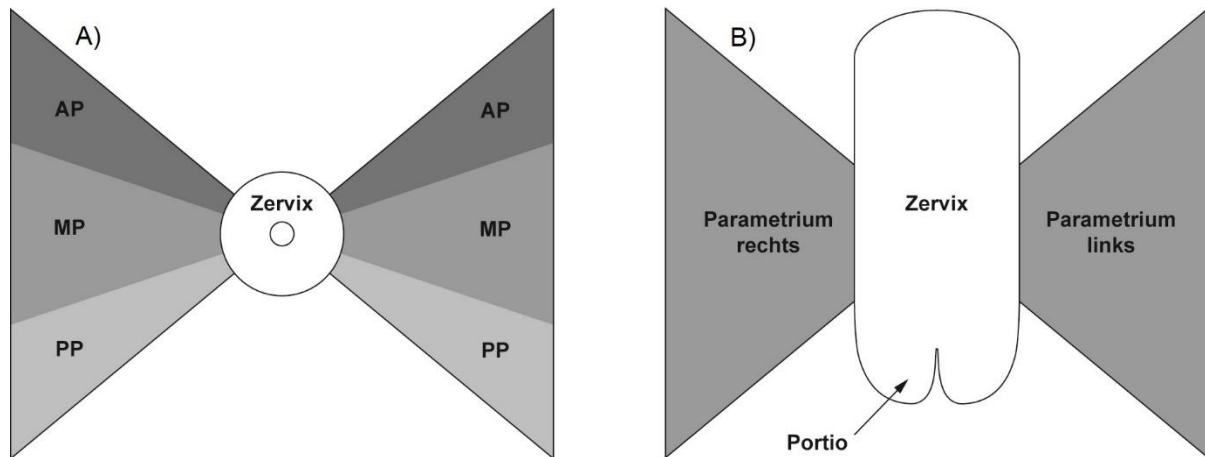 A)
AP
AP
Zervix
MP
MP
PP
PP
B)
Parametrium
rechts
Zervix
Parametrium
links
Portio